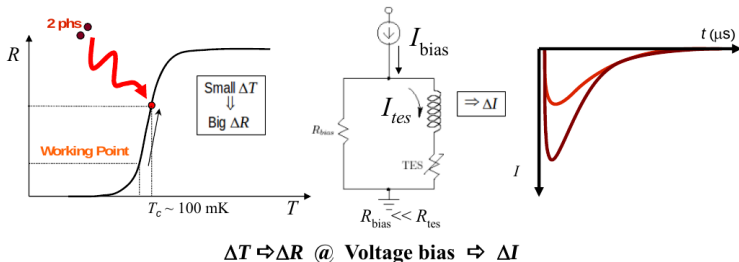 2 phs
R
Small ΔT
⇓
Big ΔR
Working Point
T_c ~ 100 mK
T
I_bias
I_tes
⇒ ΔI
R_bias
TES
R_bias << R_tes
t (μs)
I
ΔT ⇨ ΔR @ Voltage bias ⇨ ΔI